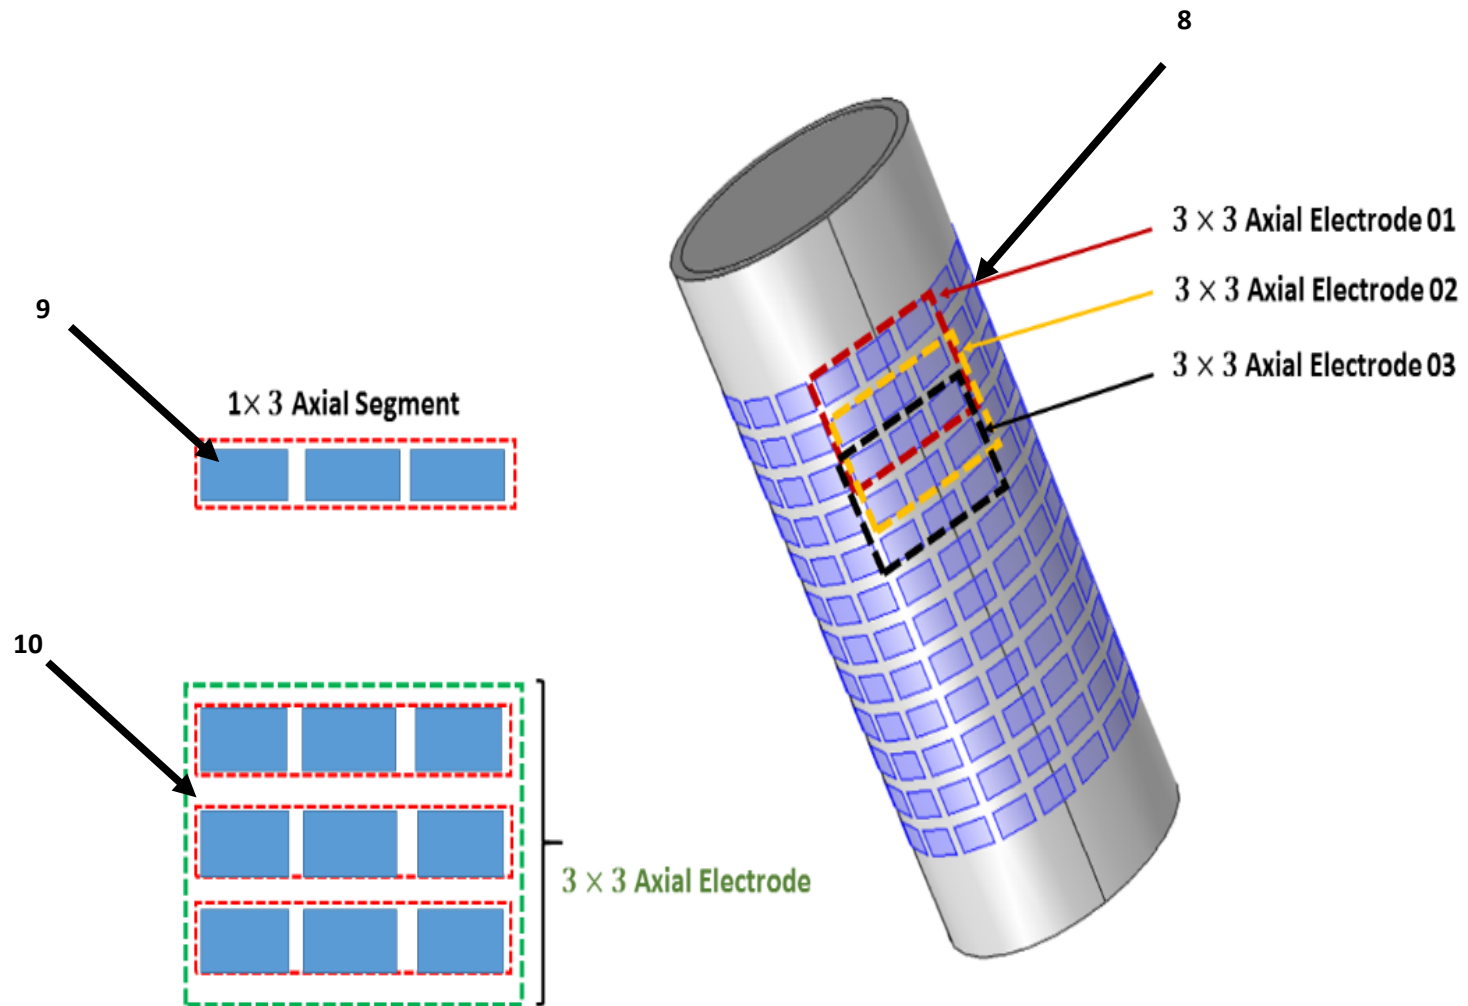 8
3 × 3 Axial Electrode 01
3 × 3 Axial Electrode 02
9
3 × 3 Axial Electrode 03
1× 3 Axial Segment
10
3 × 3 Axial Electrode